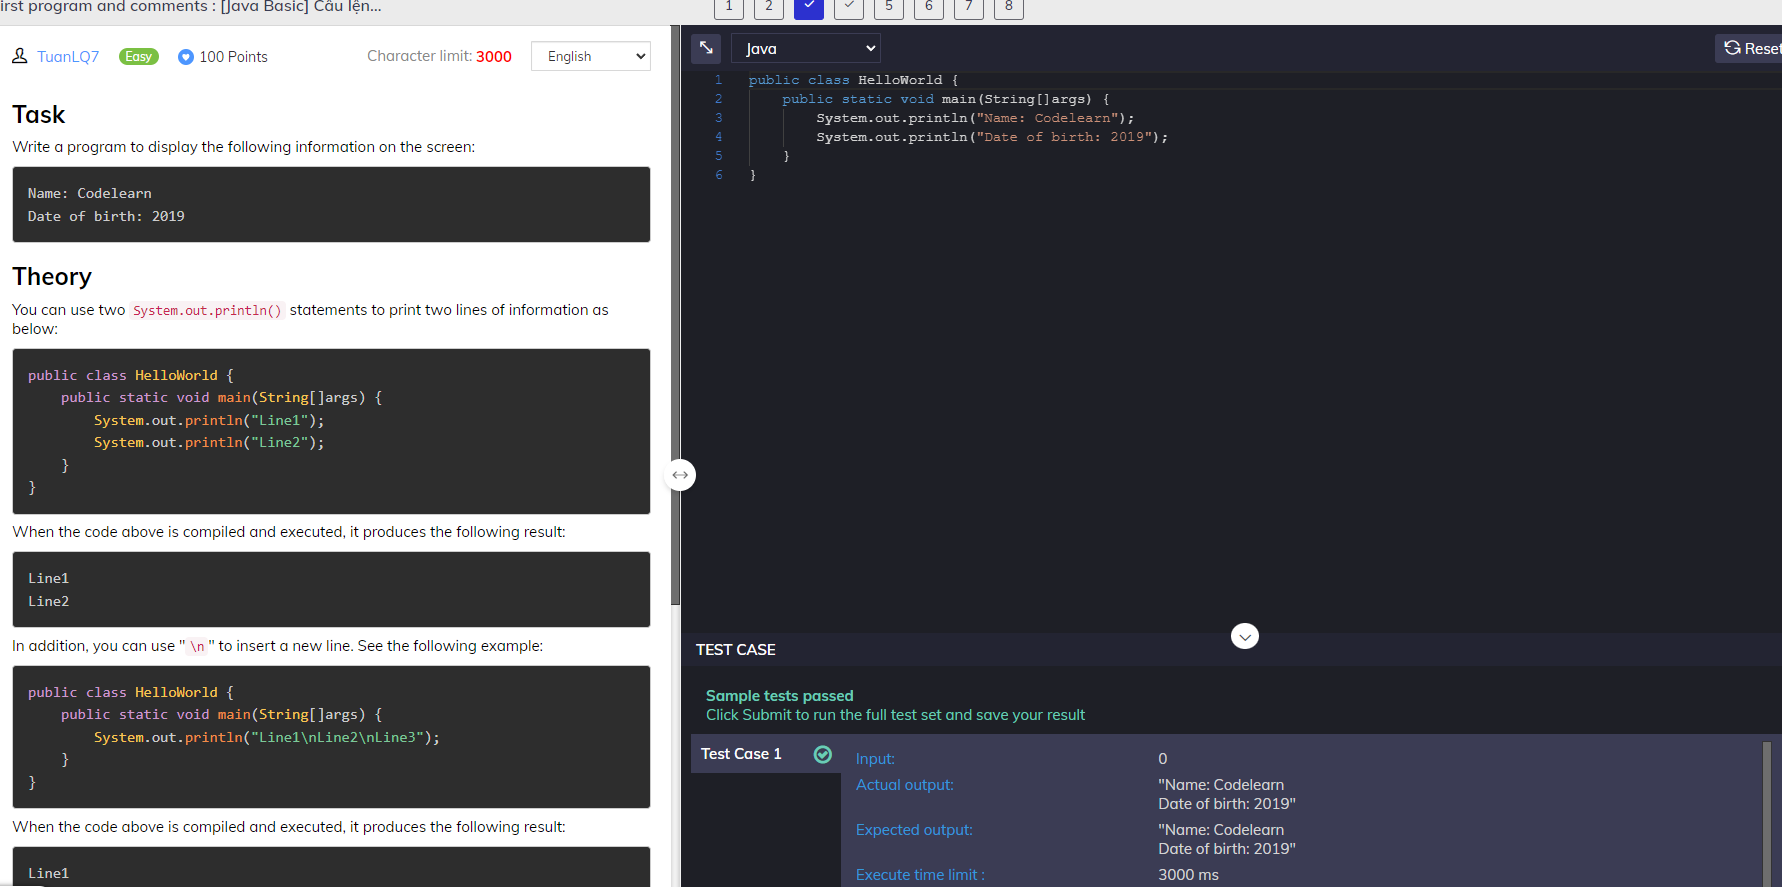 irst program and comments : [Java Basic] Câu lện...
1 2 5 6 7 8
TuanLQ7 Easy 100 Points Character limit: 3000 English
Task
Write a program to display the following information on the screen:
Name: Codelearn
Date of birth: 2019
Theory
You can use two System.out.println() statements to print two lines of information as
below:
public class HelloWorld {
    public static void main(String[]args) {
        System.out.println("Line1");
        System.out.println("Line2");
    }
}
When the code above is compiled and executed, it produces the following result:
Line1
Line2
In addition, you can use "\n" to insert a new line. See the following example:
public class HelloWorld {
    public static void main(String[]args) {
        System.out.println("Line1\nLine2\nLine3");
    }
}
When the code above is compiled and executed, it produces the following result:
Line1
Java Reset
1 public class HelloWorld {
2     public static void main(String[]args) {
3         System.out.println("Name: Codelearn");
4         System.out.println("Date of birth: 2019");
5     }
6 }
TEST CASE
Sample tests passed
Click Submit to run the full test set and save your result
Test Case 1
Input: 0
Actual output: "Name: Codelearn
Date of birth: 2019"
Expected output: "Name: Codelearn
Date of birth: 2019"
Execute time limit : 3000 ms